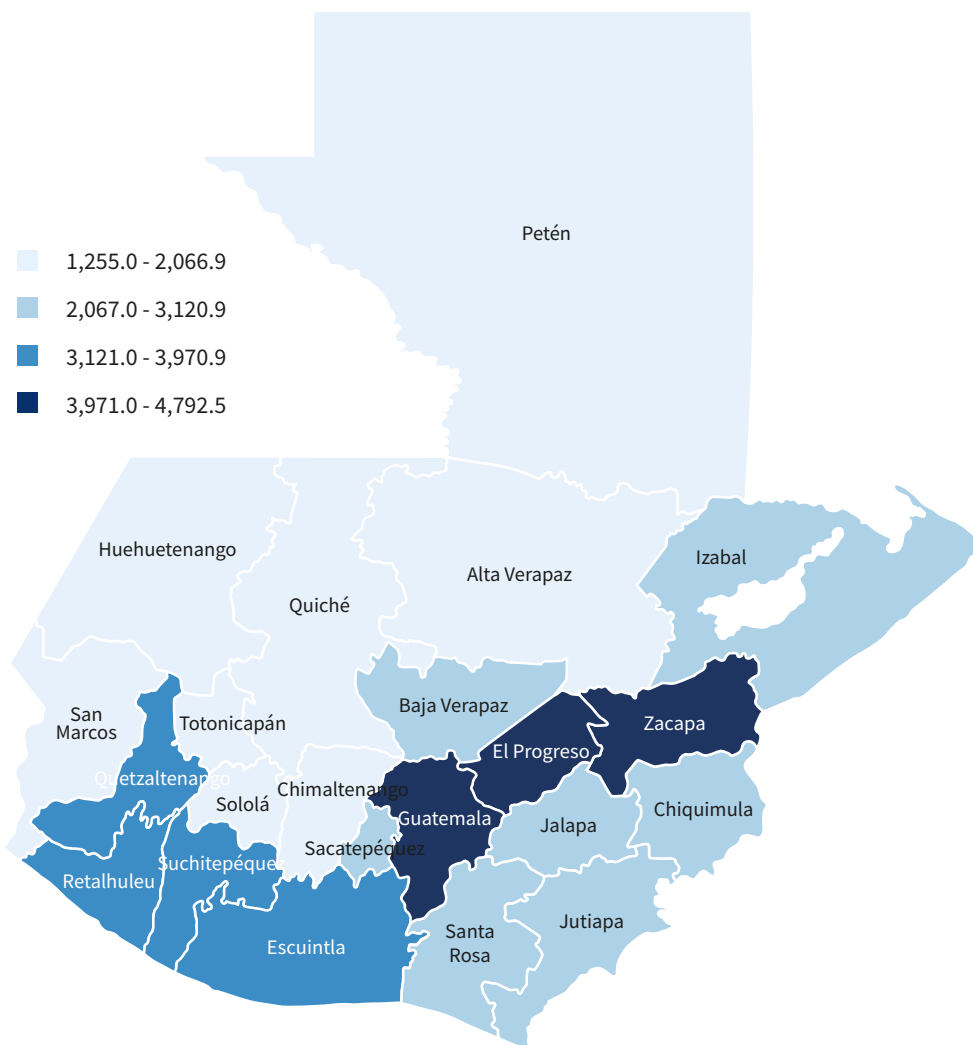 Petén
1,255.0 - 2,066.9
2,067.0 - 3,120.9
3,121.0 - 3,970.9
3,971.0 - 4,792.5
Huehuetenango
Izabal
Alta Verapaz
Quiché
Baja Verapaz
San
Marcos
Totonicapán
Zacapa
El Progreso
Quetzaltenango
Chimaltenango
Sololá
Guatemala
Chiquimula
Jalapa
Sacatepéquez
Suchitepéquez
Retalhuleu
Jutiapa
Santa
Rosa
Escuintla